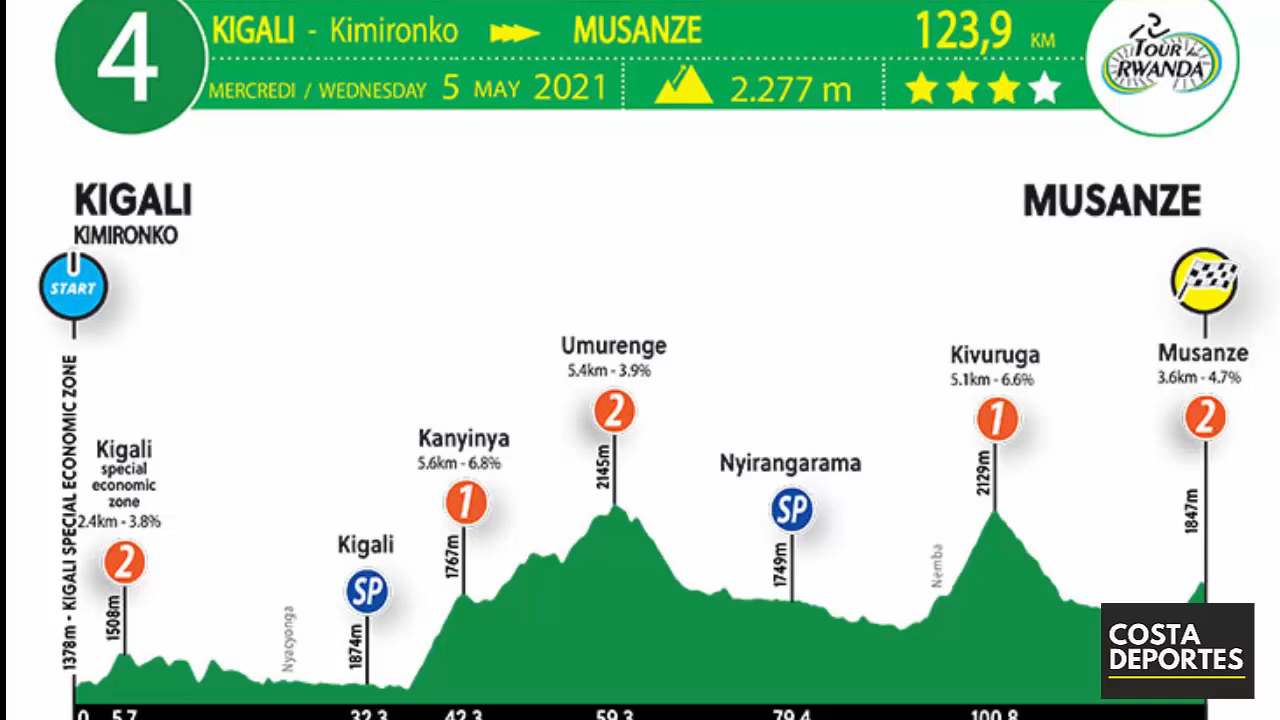 4
KIGALI - Kimironko MUSANZE
123,9 KM
MERCREDI / WEDNESDAY 5 MAY 2021
2.277 m
TOUR
RWANDA
KIGALI
KIMIRONKO
MUSANZE
START
1378m - KIGALI SPECIAL ECONOMIC ZONE
Kigali
special
economic
zone
2.4km - 3.8%
2
1508m
Nyacyonga
Kigali
SP
1874m
Kanyinya
5.6km - 6.8%
1
1767m
Umurenge
5.4km - 3.9%
2
2145m
Nyirangarama
SP
1749m
Nemba
Kivuruga
5.1km - 6.6%
1
2129m
Musanze
3.6km - 4.7%
2
1847m
COSTA
DEPORTES
0 5.7 32.3 42.3 59.3 79.4 100.8